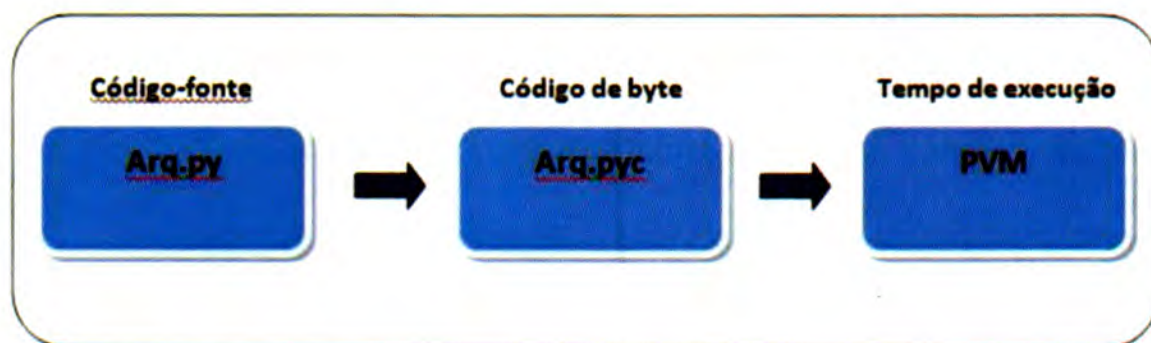 Código-fonte
Código de byte
Tempo de execução
Arq.py
Arq.pyc
PVM